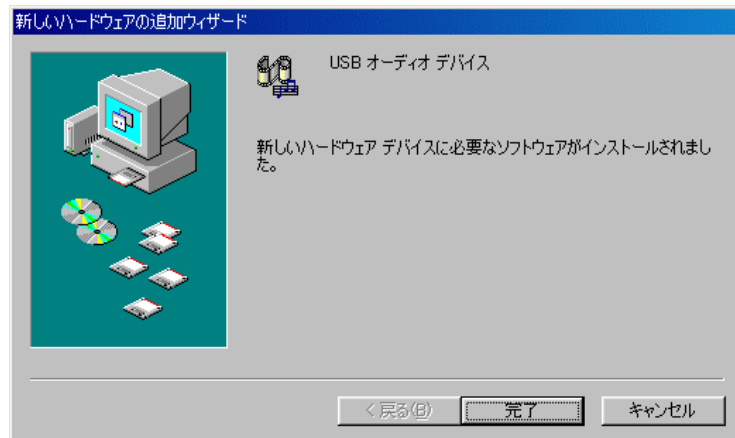 新しいハードウェアの追加ウィザード
USB オーディオ デバイス
新しいハードウェア デバイスに必要なソフトウェアがインストールされまし
た。
< 戻る(B)
完了
キャンセル